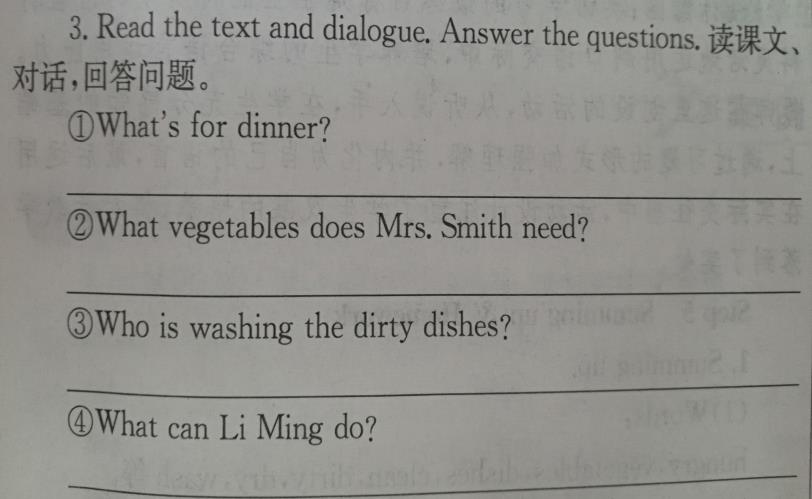 3. Read the text and dialogue. Answer the questions. 读课文、
对话,回答问题。
①What's for dinner?
②What vegetables does Mrs. Smith need?
③Who is washing the dirty dishes?
④What can Li Ming do?